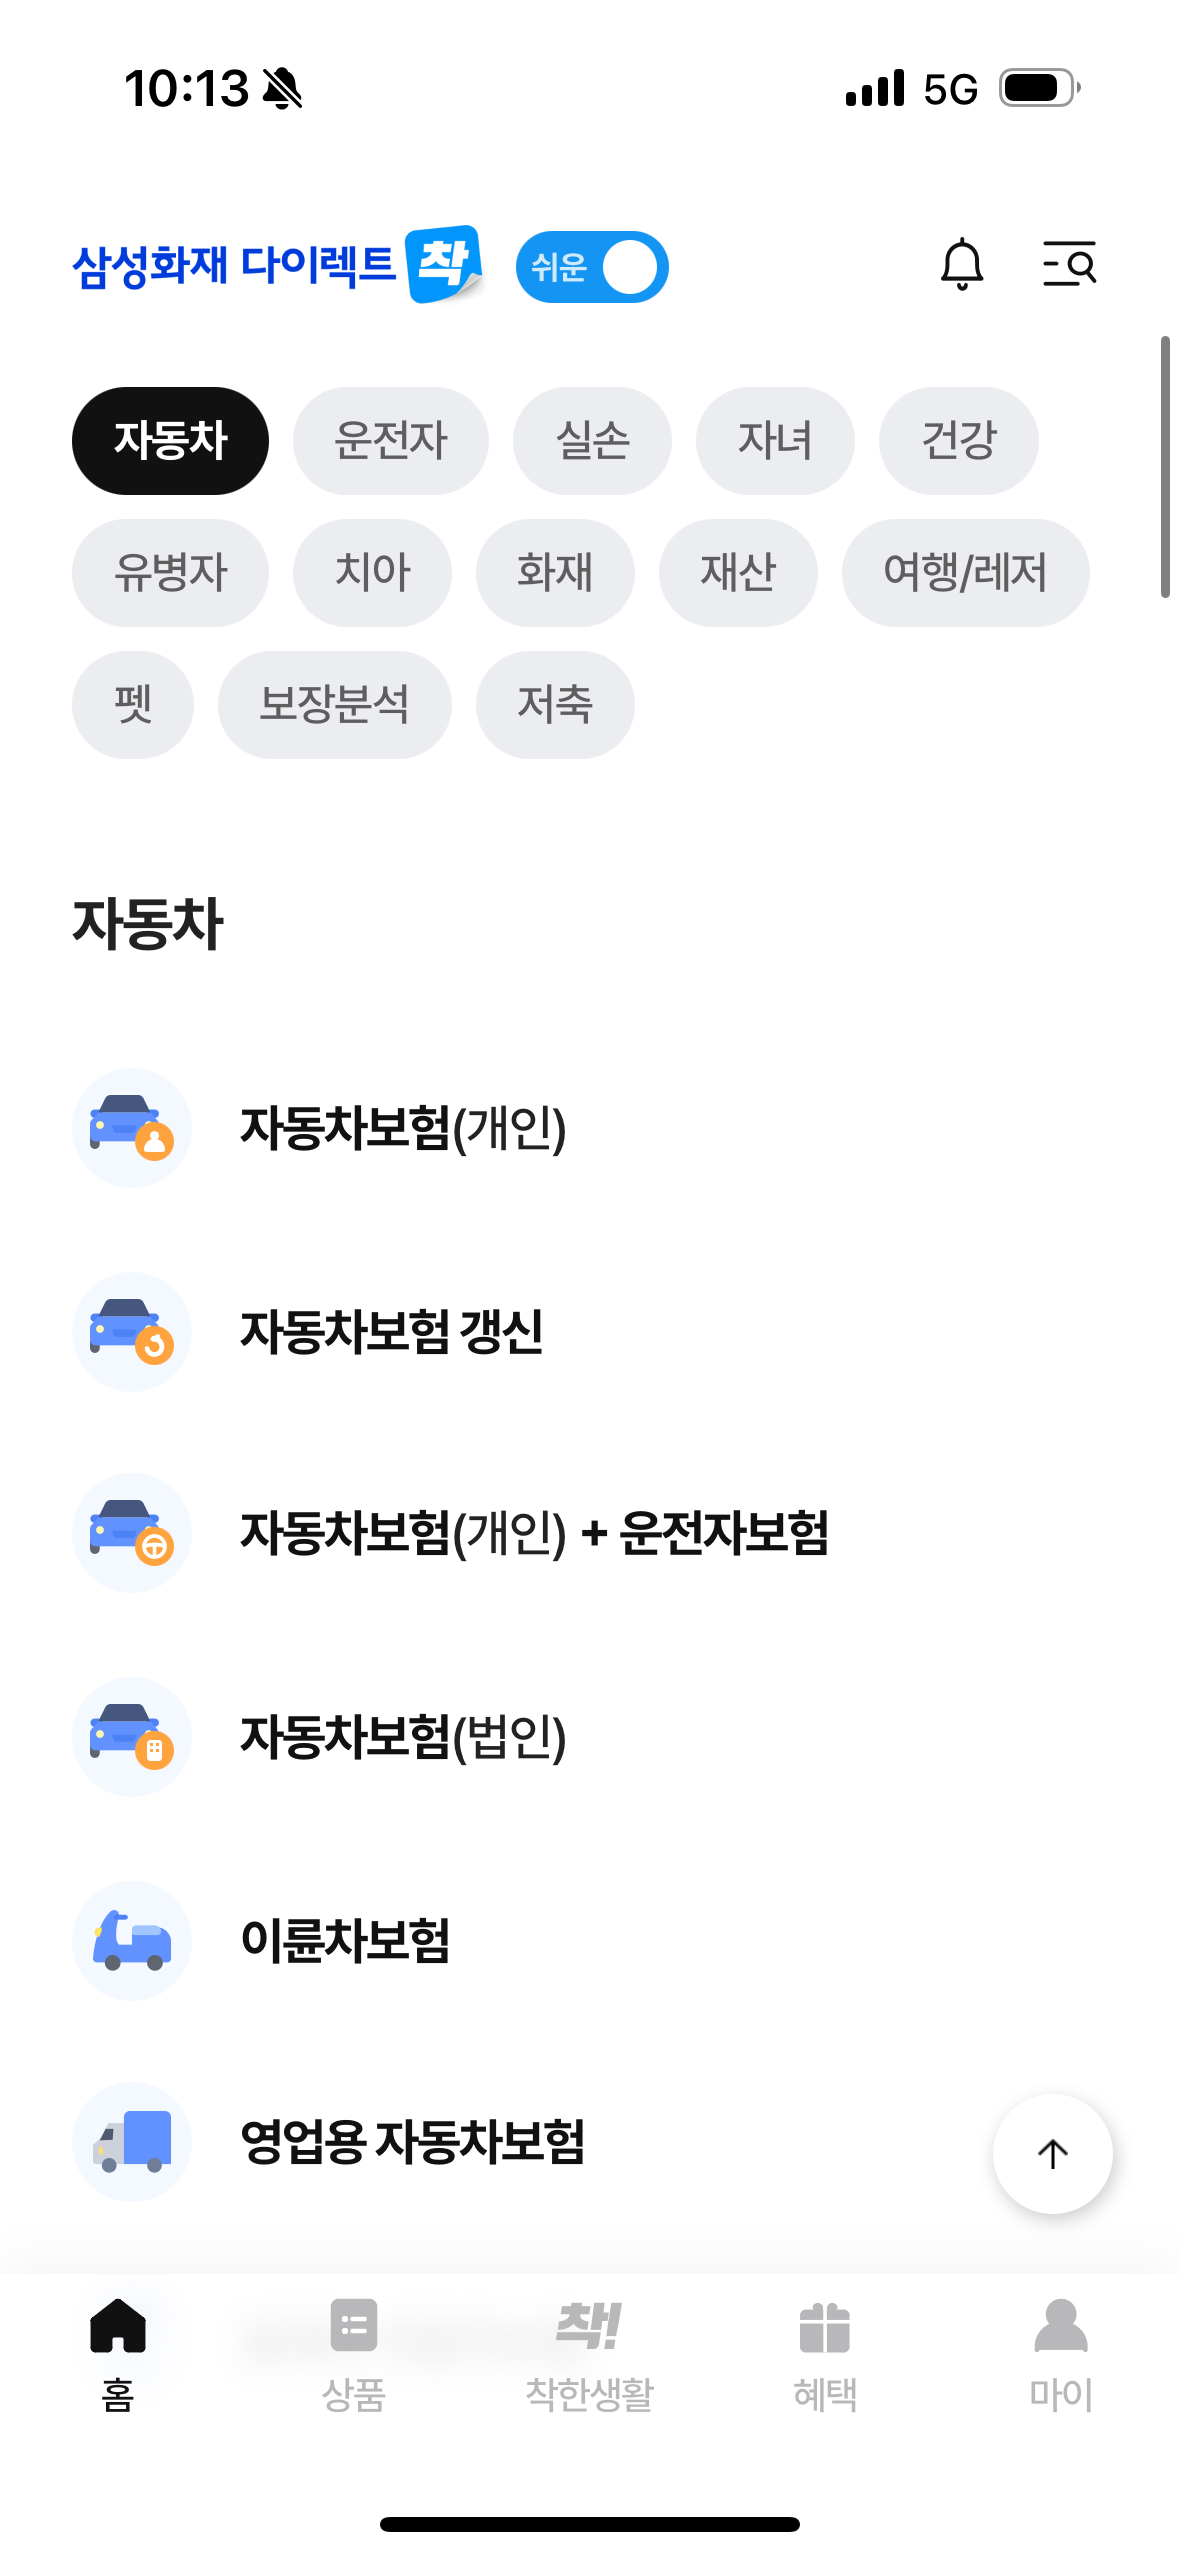 10:13 5G
삼성화재 다이렉트 착 쉬운
자동차 운전자 실손 자녀 건강
유병자 치아 화재 재산 여행/레저
펫 보장분석 저축
자동차
자동차보험(개인)
자동차보험 갱신
자동차보험(개인) + 운전자보험
자동차보험(법인)
이륜차보험
영업용 자동차보험
착!
홈 상품 착한생활 혜택 마이